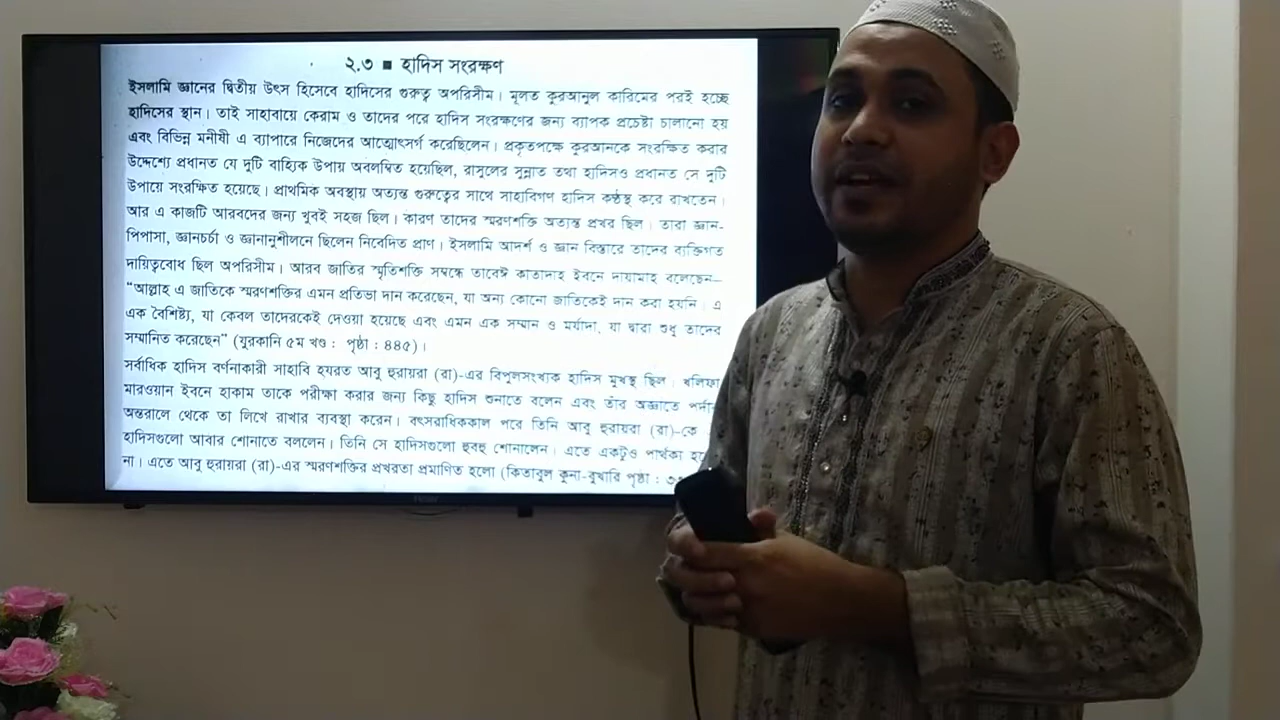 ২.৩ ■ হাদিস সংরক্ষণ
ইসলামি জ্ঞানের দ্বিতীয় উৎস হিসেবে হাদিসের গুরুত্ব অপরিসীম। মূলত কুরআনুল কারিমের পরই হচ্ছে
হাদিসের স্থান। তাই সাহাবায়ে কেরাম ও তাদের পরে হাদিস সংরক্ষণের জন্য ব্যাপক প্রচেষ্টা চালানো হয়
এবং বিভিন্ন মনীষী এ ব্যাপারে নিজেদের আত্মোৎসর্গ করেছিলেন। প্রকৃতপক্ষে কুরআনকে সংরক্ষিত করার
উদ্দেশ্যে প্রধানত যে দুটি বাহ্যিক উপায় অবলম্বিত হয়েছিল, রাসুলের সুন্নাত তথা হাদিসও প্রধানত সে দুটি
উপায়ে সংরক্ষিত হয়েছে। প্রাথমিক অবস্থায় অত্যন্ত গুরুত্বের সাথে সাহাবিগণ হাদিস কণ্ঠস্থ করে রাখতেন।
আর এ কাজটি আরবদের জন্য খুবই সহজ ছিল। কারণ তাদের স্মরণশক্তি অত্যন্ত প্রখর ছিল। তারা জ্ঞান-
পিপাসা, জ্ঞানচর্চা ও জ্ঞানানুশীলনে ছিলেন নিবেদিত প্রাণ। ইসলামি আদর্শ ও জ্ঞান বিস্তারে তাদের ব্যক্তিগত
দায়িত্ববোধ ছিল অপরিসীম। আরব জাতির স্মৃতিশক্তি সম্বন্ধে তাবেঈ কাতাদাহ ইবনে দায়ামাহ বলেছেন—
“আল্লাহ এ জাতিকে স্মরণশক্তির এমন প্রতিভা দান করেছেন, যা অন্য কোনো জাতিকেই দান করা হয়নি। এ
এক বৈশিষ্ট্য, যা কেবল তাদেরকেই দেওয়া হয়েছে এবং এমন এক সম্মান ও মর্যাদা, যা দ্বারা শুধু তাদের
সম্মানিত করেছেন” (যুরকানি ৫ম খণ্ড : পৃষ্ঠা : ৪৪৫)।
সর্বাধিক হাদিস বর্ণনাকারী সাহাবি হযরত আবু হুরায়রা (রা)-এর বিপুলসংখ্যক হাদিস মুখস্থ ছিল। খলিফা
মারওয়ান ইবনে হাকাম তাকে পরীক্ষা করার জন্য কিছু হাদিস শুনাতে বলেন এবং তাঁর অজ্ঞাতে পর্দার
অন্তরালে থেকে তা লিখে রাখার ব্যবস্থা করেন। বৎসরাধিককাল পরে তিনি আবু হুরায়রা (রা)-কে
হাদিসগুলো আবার শোনাতে বললেন। তিনি সে হাদিসগুলো হুবহু শোনালেন। এতে একটুও পার্থক্য
না। এতে আবু হুরায়রা (রা)-এর স্মরণশক্তির প্রখরতা প্রমাণিত হলো (কিতাবুল কুনা-বুখারি পৃষ্ঠা :
Haier